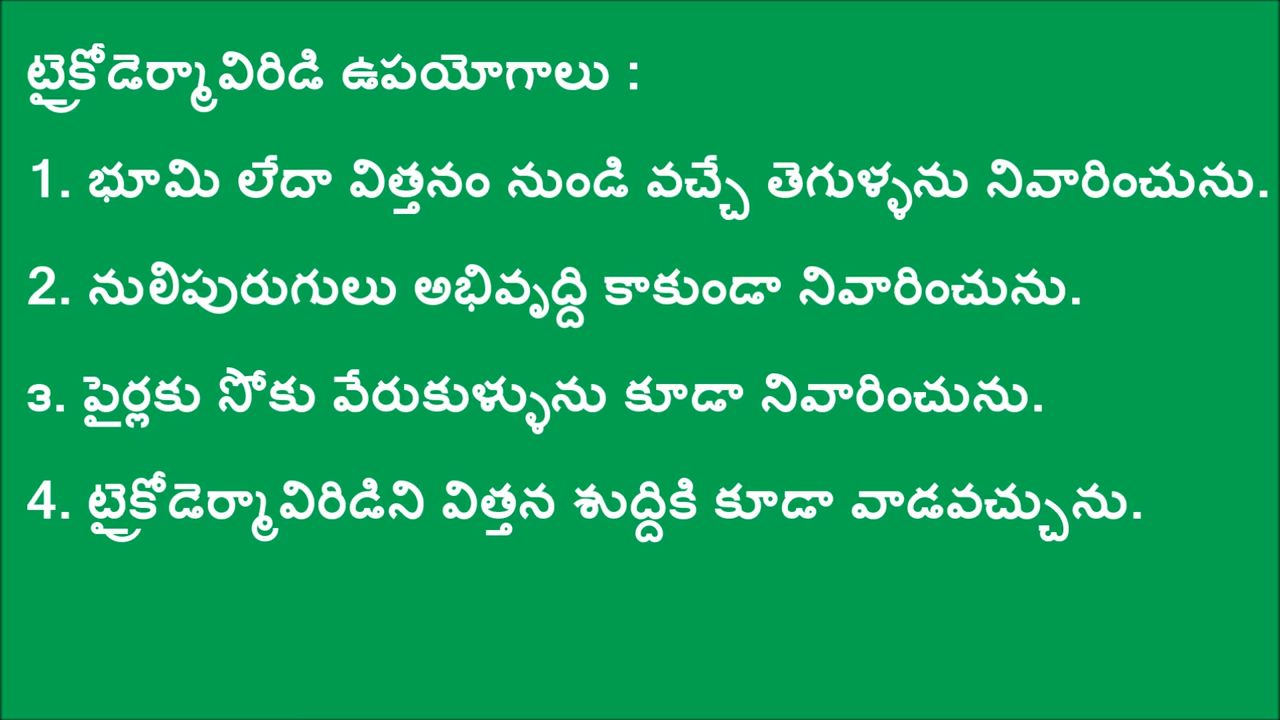 ట్రైకోడెర్మావిరిడి ఉపయోగాలు :
1. భూమి లేదా విత్తనం నుండి వచ్చే తెగుళ్ళను నివారించును.
2. నులిపురుగులు అభివృద్ది కాకుండా నివారించును.
3. పైర్లకు సోకు వేరుకుళ్ళును కూడా నివారించును.
4. ట్రైకోడెర్మావిరిడిని విత్తన శుద్దికి కూడా వాడవచ్చును.